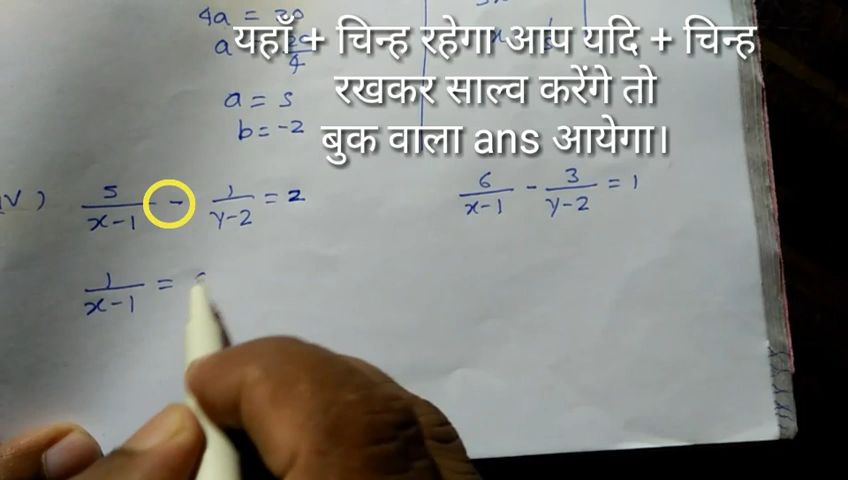 4a = 20
a = 20/4
यहाँ + चिन्ह रहेगा आप यदि + चिन्ह
रखकर साल्व करेंगे तो
बुक वाला ans आयेगा।
a = 5
b = -2
iv) 5/(x-1) - 1/(y-2) = 2
6/(x-1) - 3/(y-2) = 1
1/(x-1) =